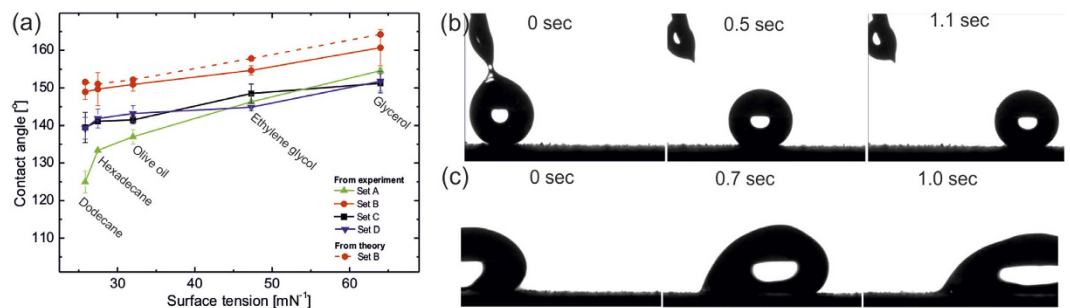 (a)
160
150
140
130
120
110
Contact angle [°]
Dodecane
Hexadecane
Olive oil
Ethylene glycol
Glycerol
From experiment
Set A
Set B
Set C
Set D
From theory
Set B
30
40
50
60
Surface tension [mN⁻¹]
(b)
0 sec
0.5 sec
1.1 sec
(c)
0 sec
0.7 sec
1.0 sec